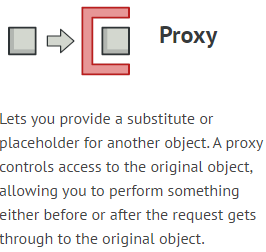 Proxy
Lets you provide a substitute or
placeholder for another object. A proxy
controls access to the original object,
allowing you to perform something
either before or after the request gets
through to the original object.